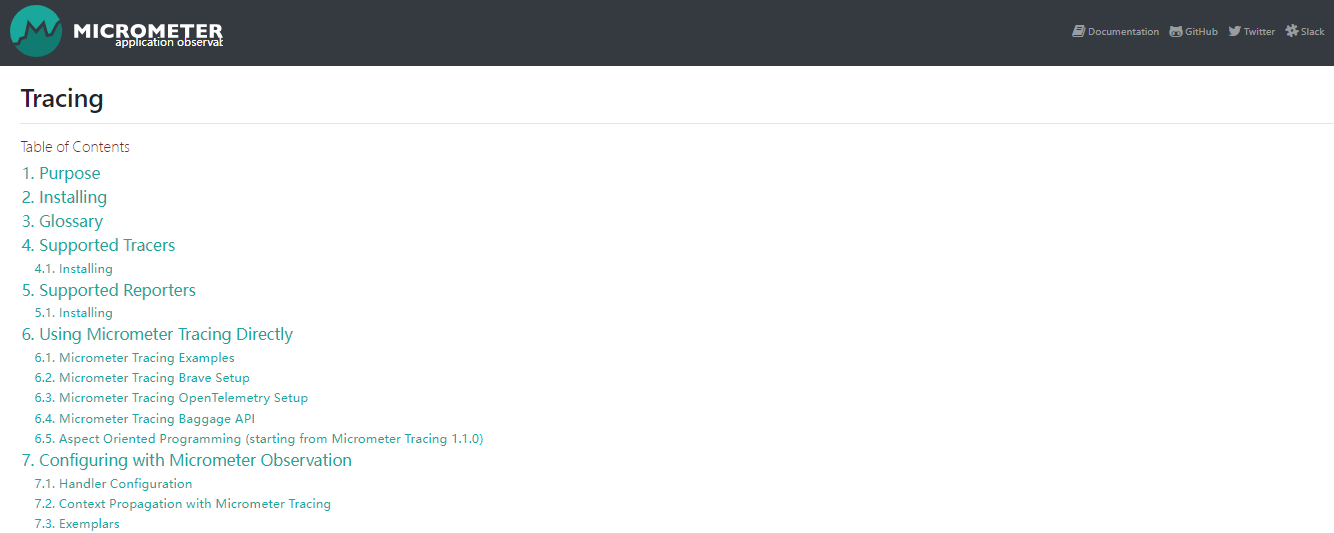 MICROMETER
application observat
Documentation GitHub Twitter Slack
Tracing
Table of Contents
1. Purpose
2. Installing
3. Glossary
4. Supported Tracers
4.1. Installing
5. Supported Reporters
5.1. Installing
6. Using Micrometer Tracing Directly
6.1. Micrometer Tracing Examples
6.2. Micrometer Tracing Brave Setup
6.3. Micrometer Tracing OpenTelemetry Setup
6.4. Micrometer Tracing Baggage API
6.5. Aspect Oriented Programming (starting from Micrometer Tracing 1.1.0)
7. Configuring with Micrometer Observation
7.1. Handler Configuration
7.2. Context Propagation with Micrometer Tracing
7.3. Exemplars